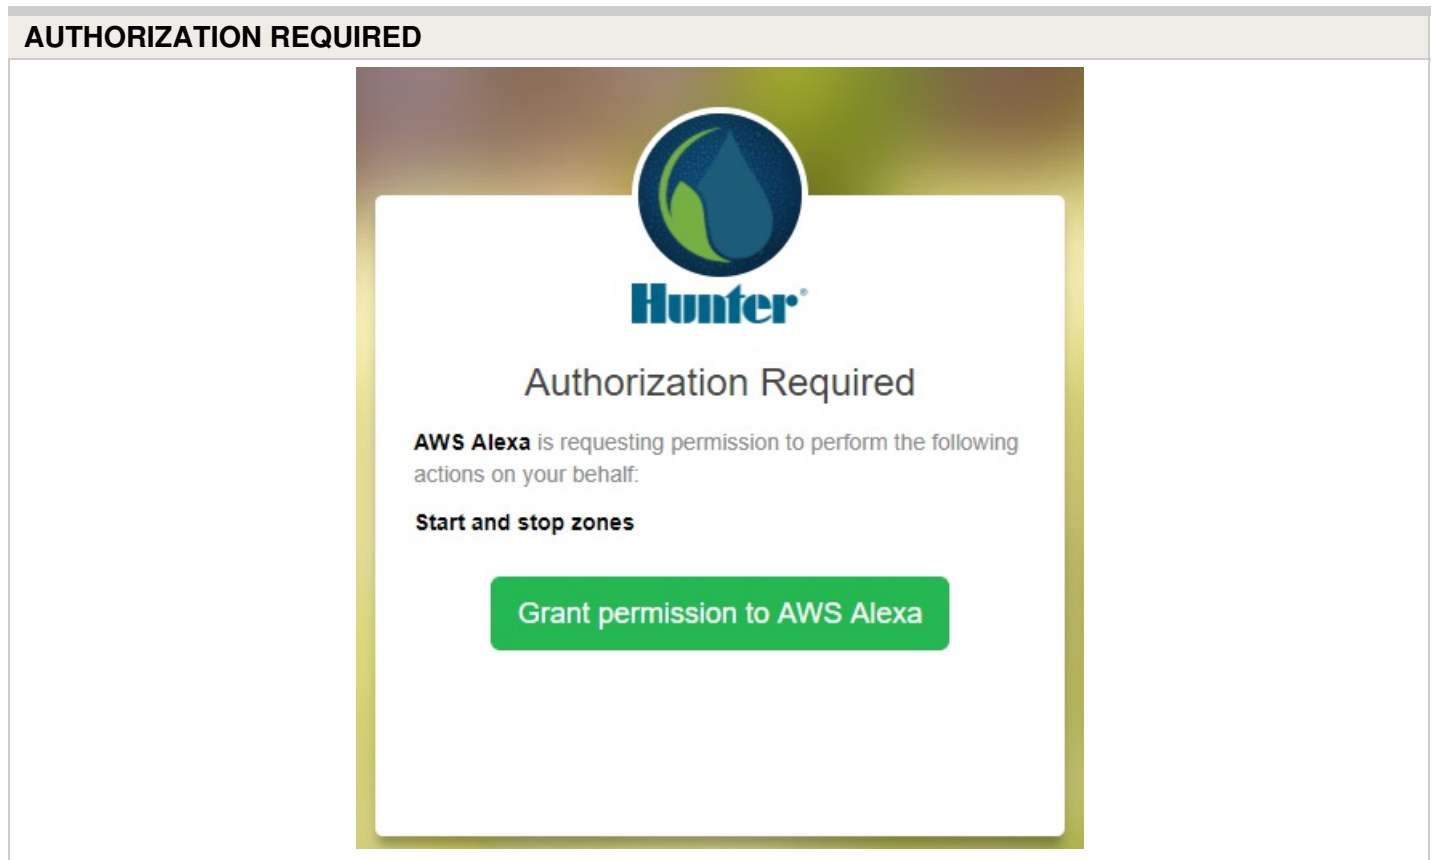 AUTHORIZATION REQUIRED
Hunter®
Authorization Required
AWS Alexa is requesting permission to perform the following
actions on your behalf:
Start and stop zones
Grant permission to AWS Alexa